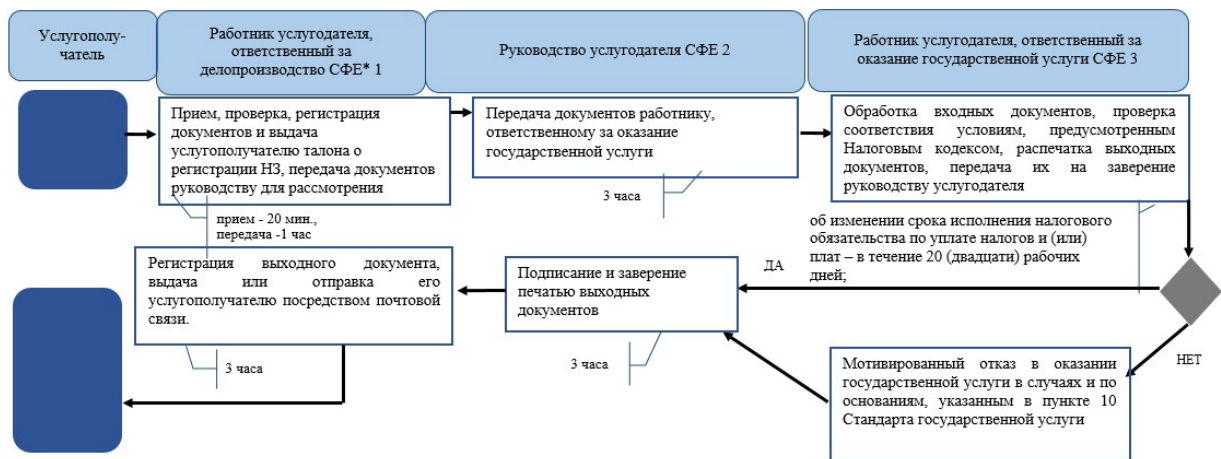 Услугополу-
чатель
Работник услугодателя,
ответственный за
делопроизводство СФЕ* 1
Руководство услугодателя СФЕ 2
Работник услугодателя, ответственный за
оказание государственной услуги СФЕ 3
Прием, проверка, регистрация
документов и выдача
услугополучателю талона о
регистрации НЗ, передача документов
руководству для рассмотрения
Передача документов работнику,
ответственному за оказание
государственной услуги
Обработка входных документов, проверка
соответствия условиям, предусмотренным
Налоговым кодексом, распечатка выходных
документов, передача их на заверение
руководству услугодателя
3 часа
прием - 20 мин.,
передача -1 час
об изменении срока исполнения налогового
обязательства по уплате налогов и (или)
плат – в течение 20 (двадцати) рабочих
дней;
Регистрация выходного документа,
выдача или отправка его
услугополучателю посредством почтовой
связи.
Подписание и заверение
печатью выходных
документов
ДА
3 часа
3 часа
НЕТ
Мотивированный отказ в оказании
государственной услуги в случаях и по
основаниям, указанным в пункте 10
Стандарта государственной услуги